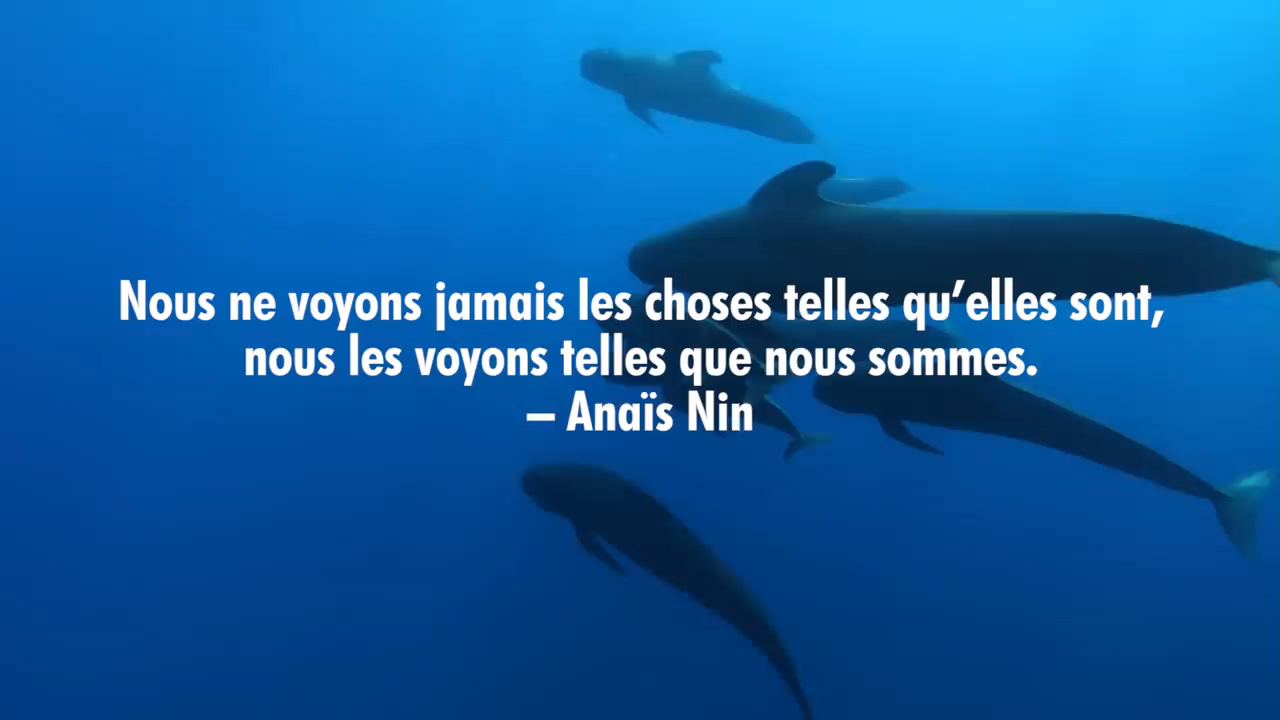 Nous ne voyons jamais les choses telles qu’elles sont,
nous les voyons telles que nous sommes.
– Anaïs Nin